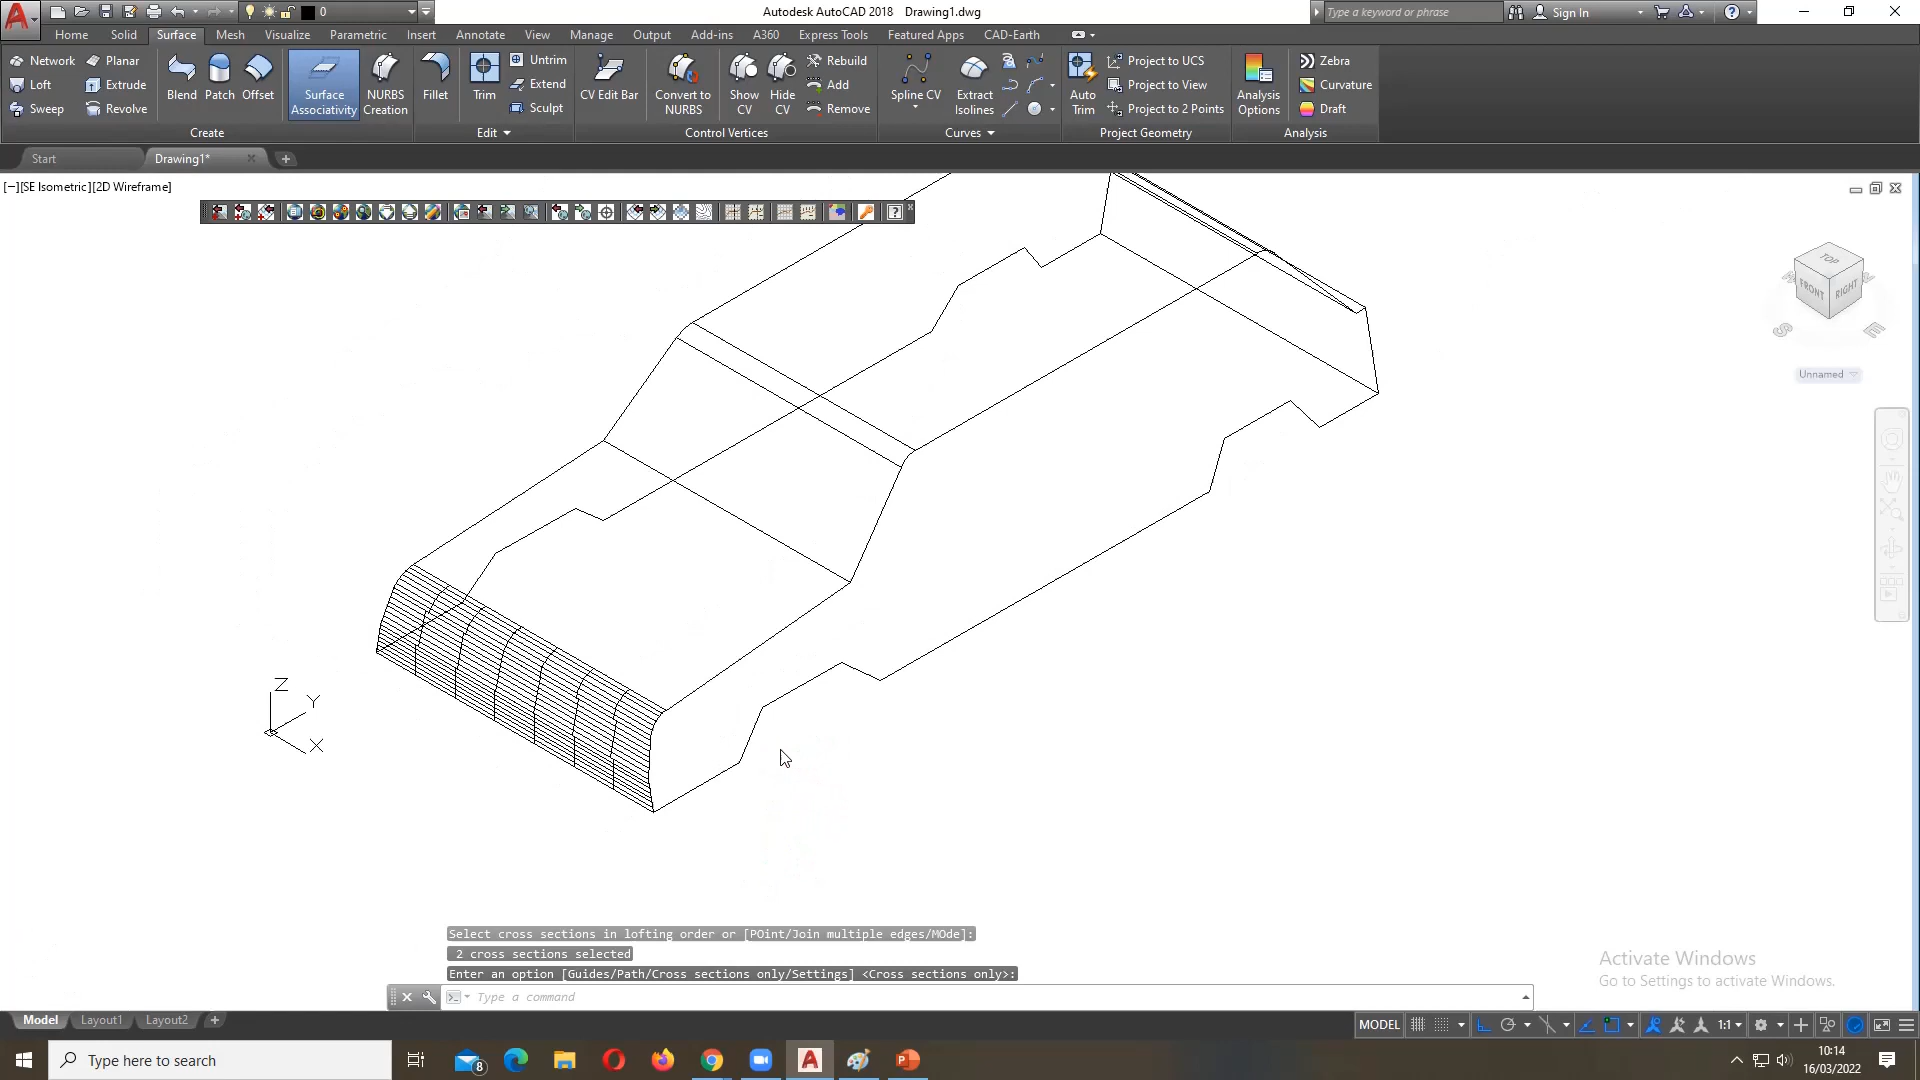 Autodesk AutoCAD 2018 Drawing1.dwg
0
Type a keyword or phrase
Sign In
Home Solid Surface Mesh Visualize Parametric Insert Annotate View Manage Output Add-ins A360 Express Tools Featured Apps CAD-Earth
Network Planar
Loft Extrude
Sweep Revolve
Create
Blend Patch Offset
Surface Associativity
NURBS Creation
Fillet Trim
Untrim
Extend
Sculpt
Edit
CV Edit Bar
Convert to NURBS
Show CV
Hide CV
Rebuild
Add
Remove
Control Vertices
Spline CV
Extract Isolines
Curves
Auto Trim
Project to UCS
Project to View
Project to 2 Points
Project Geometry
Analysis Options
Zebra
Curvature
Draft
Analysis
Start Drawing1*
[−][SE Isometric][2D Wireframe]
TOP
FRONT RIGHT
S E
Unnamed
Z
Y
X
Select cross sections in lofting order or [POint/Join multiple edges/MOde]:
2 cross sections selected
Enter an option [Guides/Path/Cross sections only/Settings] <Cross sections only>:
Type a command
Activate Windows
Go to Settings to activate Windows.
Model Layout1 Layout2
MODEL 1:1
Type here to search
8
10:14
16/03/2022